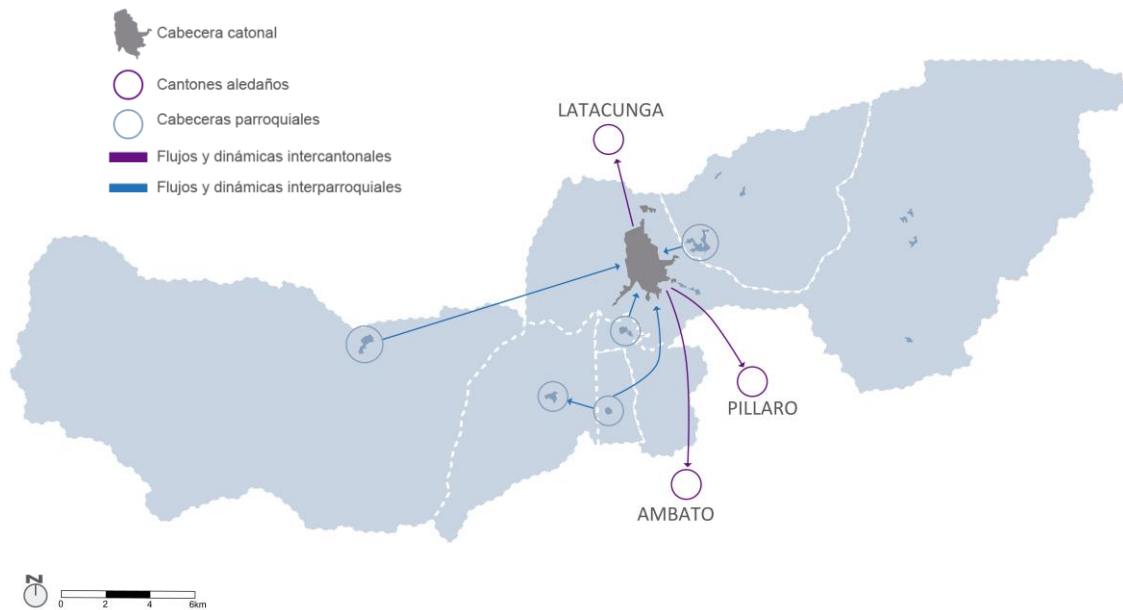 Cabecera catonal
Cantones aledaños
Cabeceras parroquiales
Flujos y dinámicas intercantonales
Flujos y dinámicas interparroquiales
LATACUNGA
PILLARO
AMBATO
N
0 2 4 6km